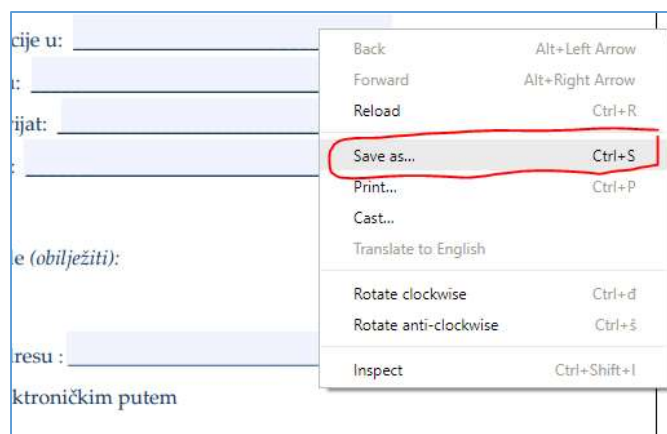 cije u:
:
rijat:
:
e (obilježiti):
resu :
ktroničkim putem
Back Alt+Left Arrow
Forward Alt+Right Arrow
Reload Ctrl+R
Save as... Ctrl+S
Print... Ctrl+P
Cast...
Translate to English
Rotate clockwise Ctrl+đ
Rotate anti-clockwise Ctrl+š
Inspect Ctrl+Shift+I